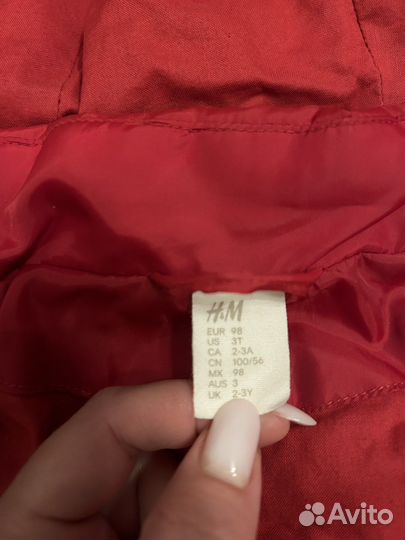 H&M
EUR 98
US 3T
CA 2-3A
CN 100/56
MX 98
AUS 3
UK 2-3Y
Avito